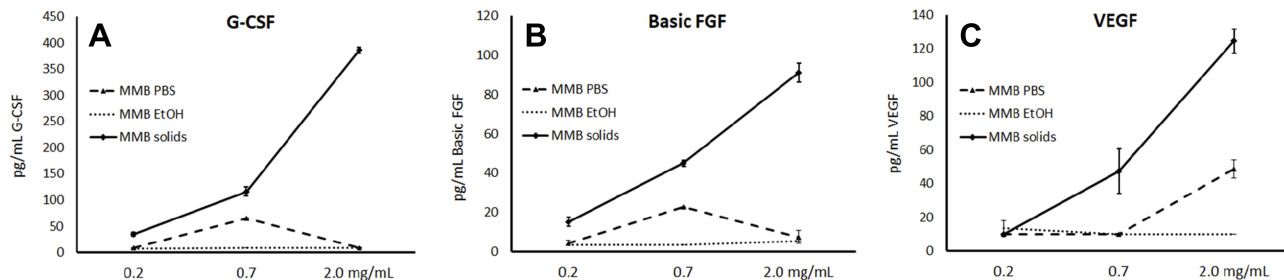 A
G-CSF
pg/mL G-CSF
450
400
350
300
250
200
150
100
50
0
MMB PBS
MMB EtOH
MMB solids
0.2 0.7 2.0 mg/mL
B
Basic FGF
pg/mL Basic FGF
120
100
80
60
40
20
0
MMB PBS
MMB EtOH
MMB solids
0.2 0.7 2.0 mg/mL
C
VEGF
pg/mL VEGF
140
120
100
80
60
40
20
0
MMB PBS
MMB EtOH
MMB solids
0.2 0.7 2.0 mg/mL